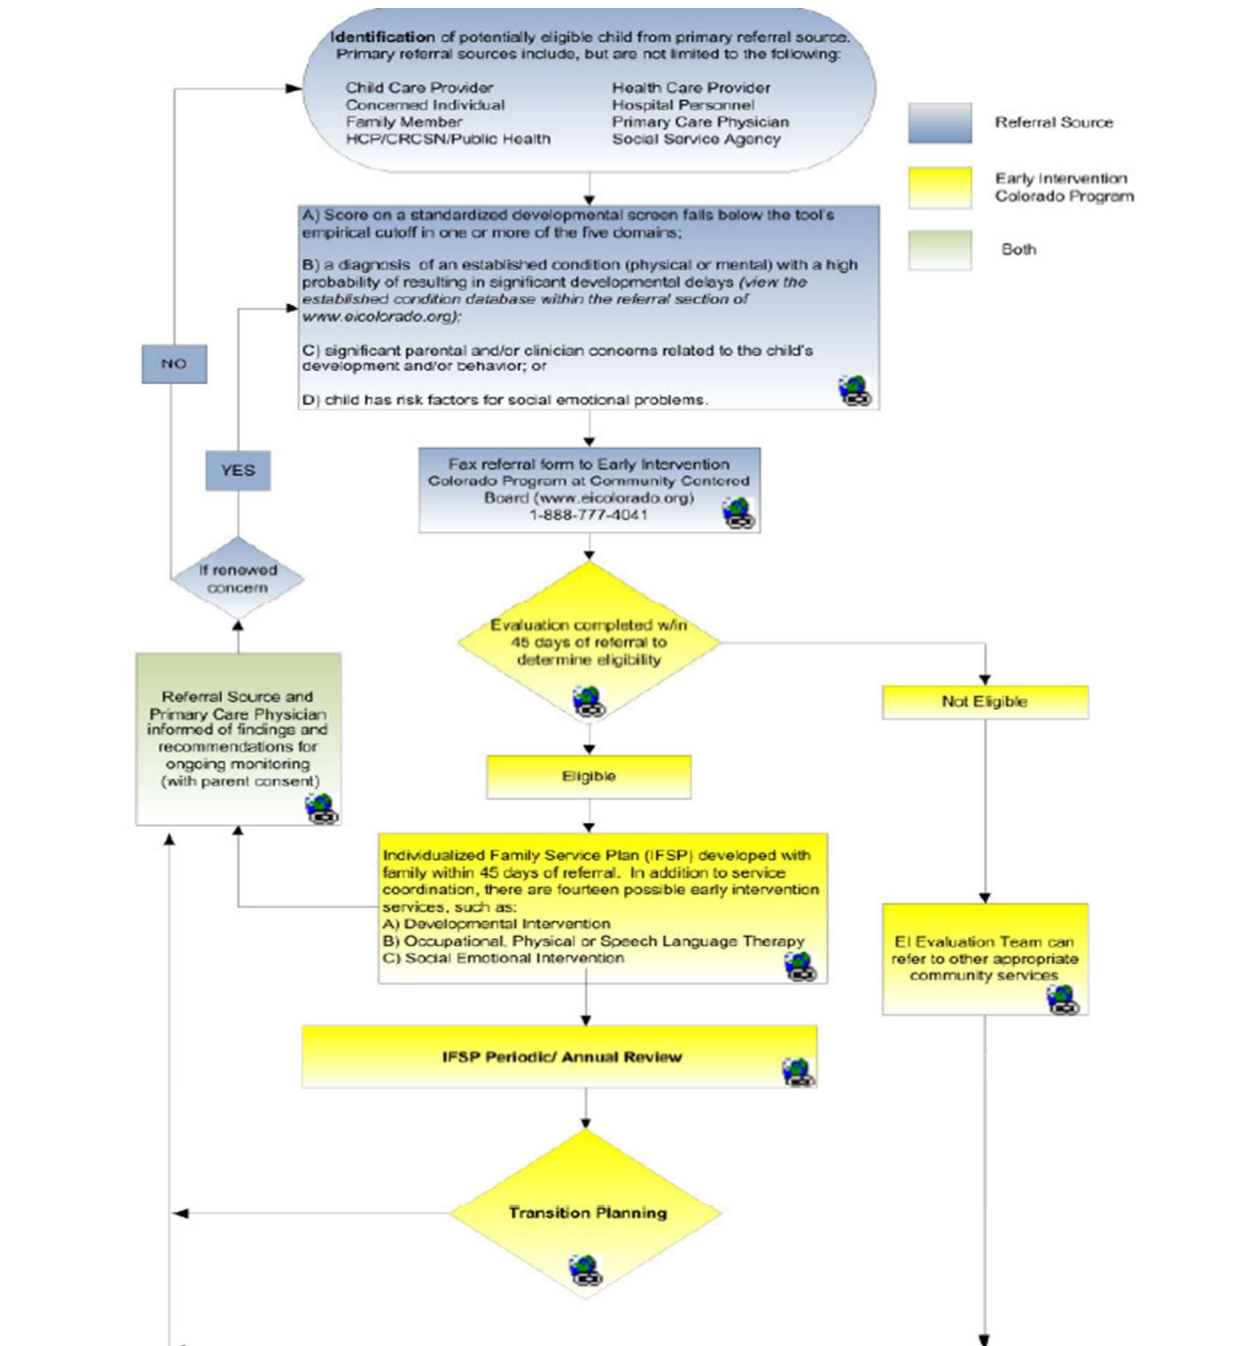 Identification of potentially eligible child from primary referral source.
Primary referral sources include, but are not limited to the following:
Child Care Provider
Concerned Individual
Family Member
HCP/CRCSN/Public Health
Health Care Provider
Hospital Personnel
Primary Care Physician
Social Service Agency
Referral Source
Early Intervention
Colorado Program
Both
A) Score on a standardized developmental screen falls below the tool's
empirical cutoff in one or more of the five domains;
B) a diagnosis of an established condition (physical or mental) with a high
probability of resulting in significant developmental delays (view the
established condition database within the referral section of
www.eicolorado.org);
C) significant parental and/or clinician concerns related to the child's
development and/or behavior; or
D) child has risk factors for social emotional problems.
NO
YES
Fax referral form to Early Intervention
Colorado Program at Community Centered
Board (www.eicolorado.org)
1-888-777-4041
If renewed
concern
Evaluation completed w/in
45 days of referral to
determine eligibility
Referral Source and
Primary Care Physician
informed of findings and
recommendations for
ongoing monitoring
(with parent consent)
Not Eligible
Eligible
Individualized Family Service Plan (IFSP) developed with
family within 45 days of referral. In addition to service
coordination, there are fourteen possible early intervention
services, such as:
A) Developmental Intervention
B) Occupational, Physical or Speech Language Therapy
C) Social Emotional Intervention
EI Evaluation Team can
refer to other appropriate
community services
IFSP Periodic/ Annual Review
Transition Planning